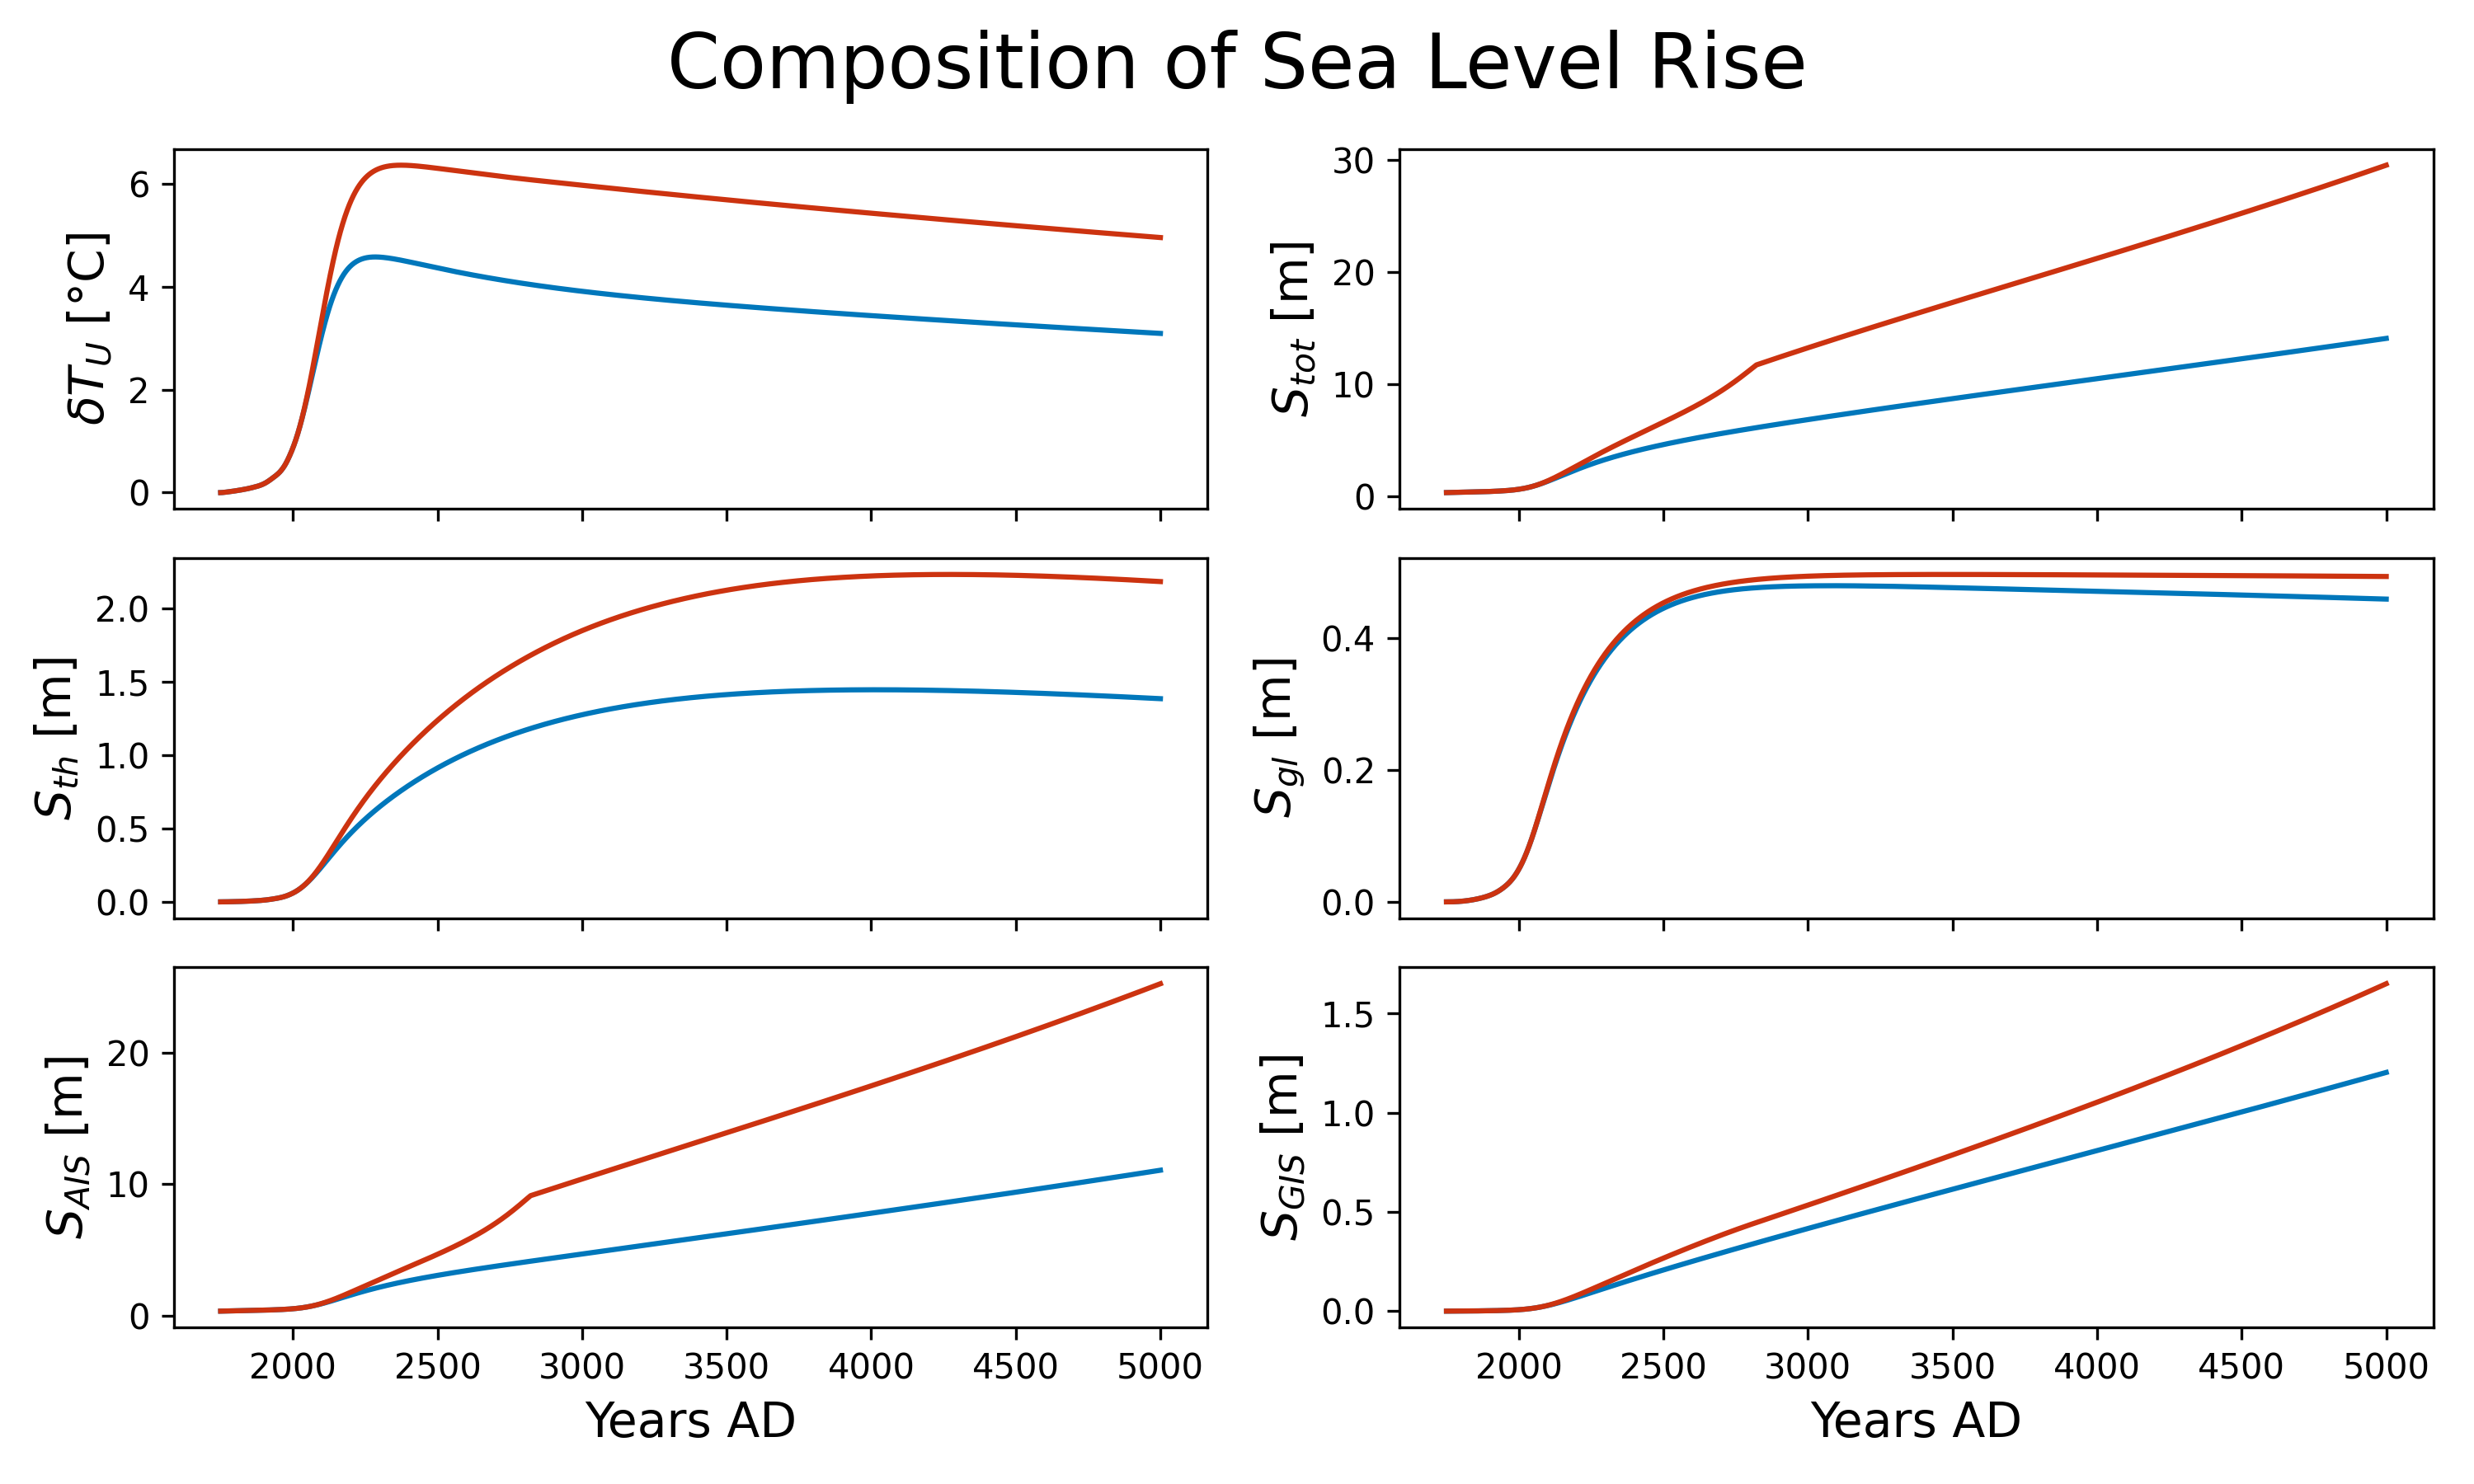 Composition of Sea Level Rise
δT_U [°C]
6
4
2
0
S_tot [m]
30
20
10
0
S_th [m]
2.0
1.5
1.0
0.5
0.0
S_gl [m]
0.4
0.2
0.0
S_AIS [m]
20
10
0
2000 2500 3000 3500 4000 4500 5000
Years AD
S_GIS [m]
1.5
1.0
0.5
0.0
2000 2500 3000 3500 4000 4500 5000
Years AD